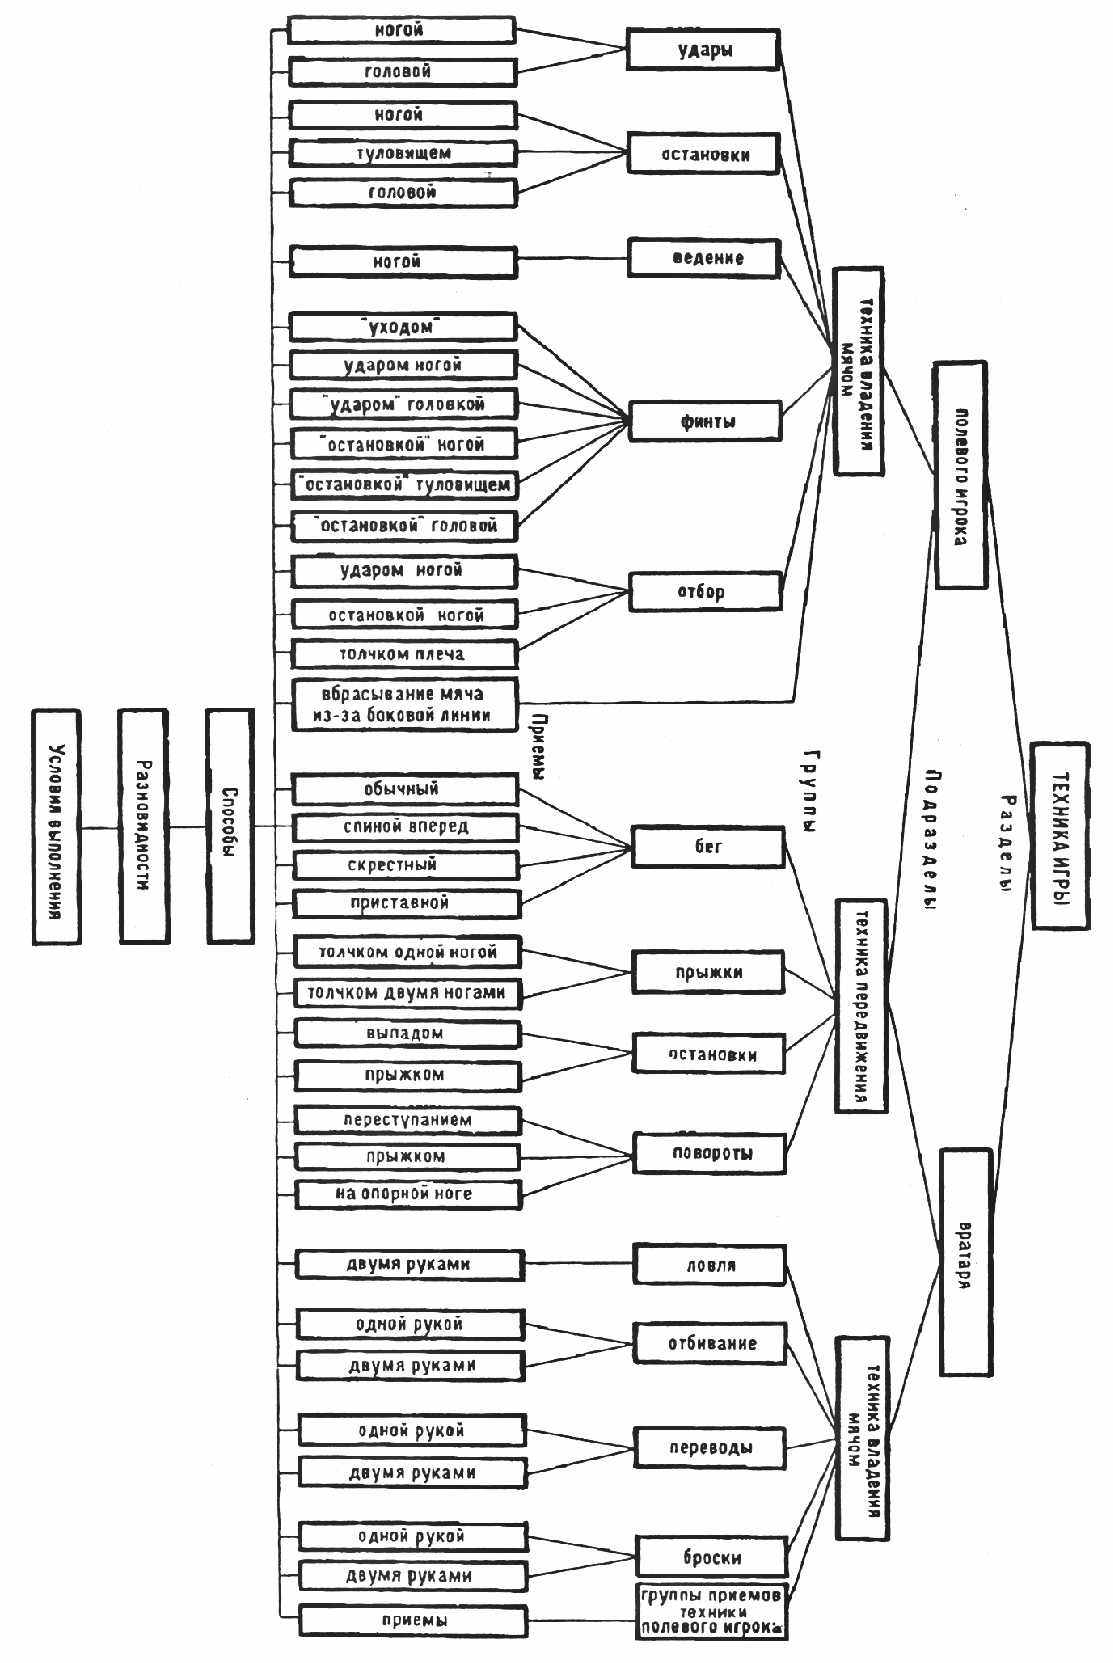 ТЕХНИКА ИГРЫ
Разделы
полевого игрока
вратаря
Подразделы
техника владения
мячом
техника передвижения
техника владения
мячом
Группы
удары
остановки
ведение
финты
отбор
бег
прыжки
остановки
повороты
ловля
отбивание
переводы
броски
группы приемов
техники
полевого игрока
Приемы
ногой
головой
ногой
туловищем
головой
ногой
"уходом"
ударом ногой
"ударом" головкой
"остановкой" ногой
"остановкой" туловищем
"остановкой" головой
ударом ногой
остановкой ногой
толчком плеча
вбрасывание мяча
из-за боковой линии
обычный
спиной вперед
скрестный
приставной
толчком одной ногой
толчком двумя ногами
выпадом
прыжком
переступанием
прыжком
на опорной ноге
двумя руками
одной рукой
двумя руками
одной рукой
двумя руками
одной рукой
двумя руками
приемы
Способы
Разновидности
Условия выполнения